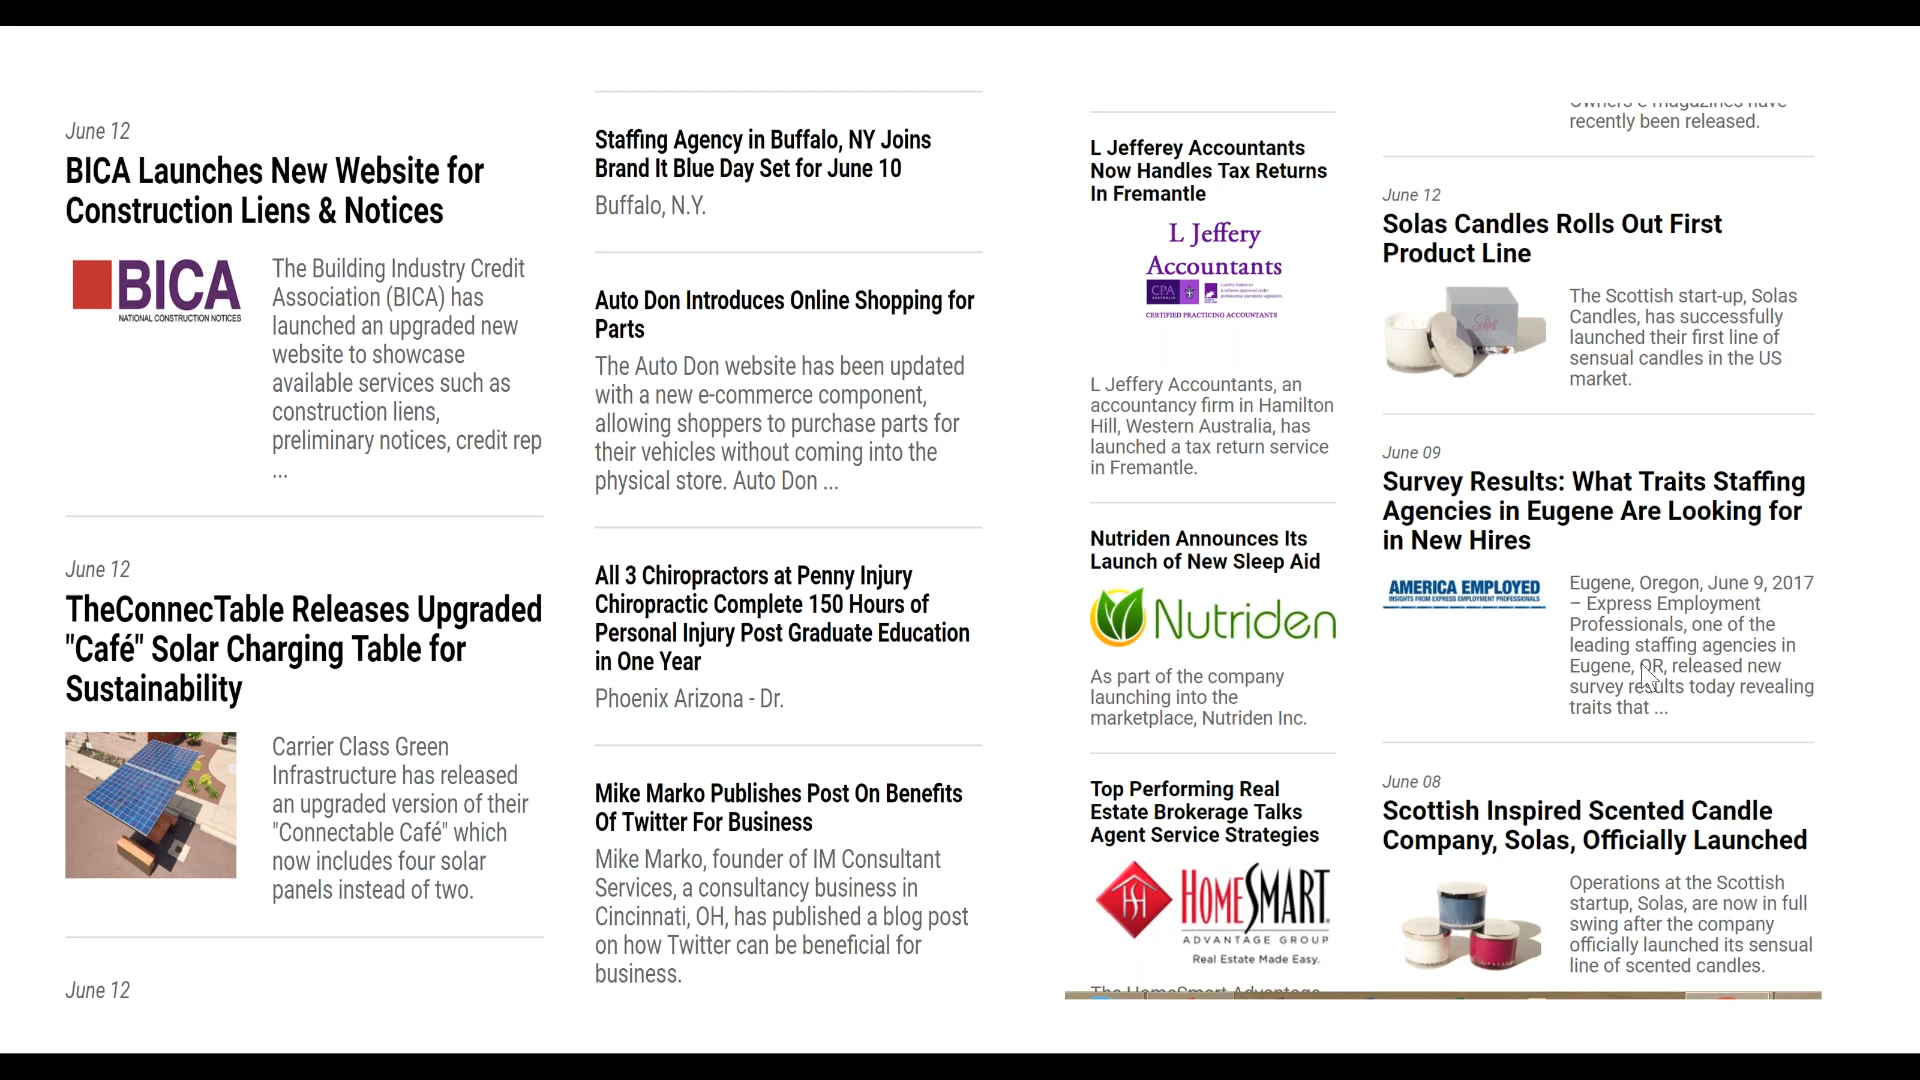 June 12
BICA Launches New Website for
Construction Liens & Notices
BICA
NATIONAL CONSTRUCTION NOTICES
The Building Industry Credit
Association (BICA) has
launched an upgraded new
website to showcase
available services such as
construction liens,
preliminary notices, credit rep
...
June 12
TheConnecTable Releases Upgraded
"Café" Solar Charging Table for
Sustainability
Carrier Class Green
Infrastructure has released
an upgraded version of their
"Connectable Café" which
now includes four solar
panels instead of two.
June 12
Staffing Agency in Buffalo, NY Joins
Brand It Blue Day Set for June 10
Buffalo, N.Y.
Auto Don Introduces Online Shopping for
Parts
The Auto Don website has been updated
with a new e-commerce component,
allowing shoppers to purchase parts for
their vehicles without coming into the
physical store. Auto Don ...
All 3 Chiropractors at Penny Injury
Chiropractic Complete 150 Hours of
Personal Injury Post Graduate Education
in One Year
Phoenix Arizona - Dr.
Mike Marko Publishes Post On Benefits
Of Twitter For Business
Mike Marko, founder of IM Consultant
Services, a consultancy business in
Cincinnati, OH, has published a blog post
on how Twitter can be beneficial for
business.
L Jefferey Accountants
Now Handles Tax Returns
In Fremantle
L Jeffery
Accountants
CPA
CERTIFIED PRACTICING ACCOUNTANTS
L Jeffery Accountants, an
accountancy firm in Hamilton
Hill, Western Australia, has
launched a tax return service
in Fremantle.
Nutriden Announces Its
Launch of New Sleep Aid
Nutriden
As part of the company
launching into the
marketplace, Nutriden Inc.
Top Performing Real
Estate Brokerage Talks
Agent Service Strategies
HOMESMART
ADVANTAGE GROUP
Real Estate Made Easy.
The HomeSmart Advantage
Owners e-magazines have
recently been released.
June 12
Solas Candles Rolls Out First
Product Line
Solas
The Scottish start-up, Solas
Candles, has successfully
launched their first line of
sensual candles in the US
market.
June 09
Survey Results: What Traits Staffing
Agencies in Eugene Are Looking for
in New Hires
AMERICA EMPLOYED
INSIGHTS FROM EXPRESS EMPLOYMENT PROFESSIONALS
Eugene, Oregon, June 9, 2017
– Express Employment
Professionals, one of the
leading staffing agencies in
Eugene, OR, released new
survey results today revealing
traits that ...
June 08
Scottish Inspired Scented Candle
Company, Solas, Officially Launched
Operations at the Scottish
startup, Solas, are now in full
swing after the company
officially launched its sensual
line of scented candles.